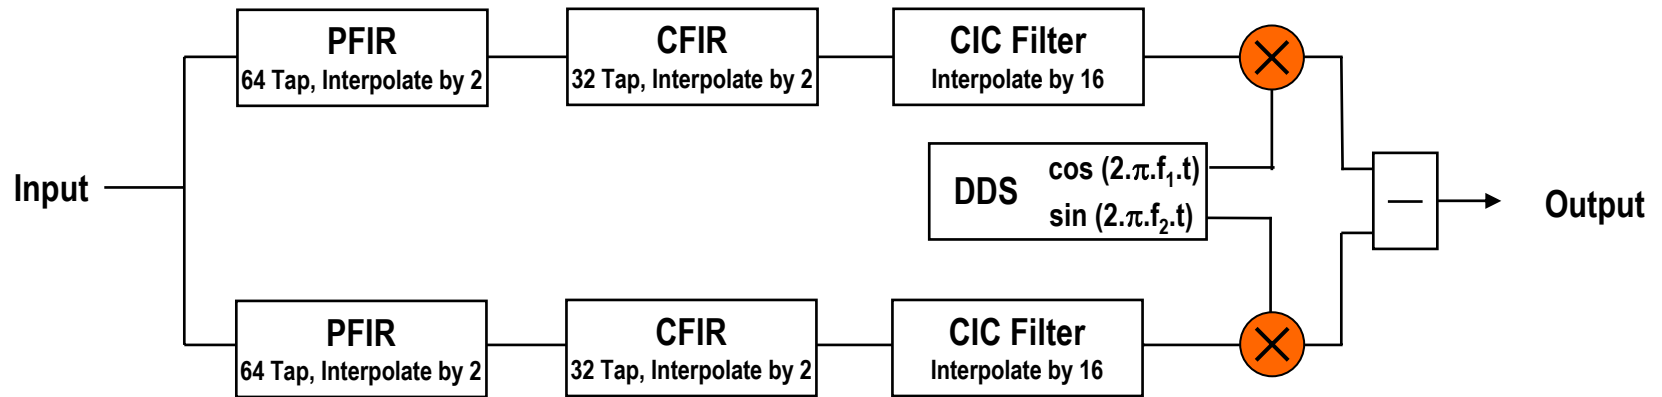 PFIR
64 Tap, Interpolate by 2
CFIR
32 Tap, Interpolate by 2
CIC Filter
Interpolate by 16
Input
DDS
cos (2.π.f₁.t)
sin (2.π.f₂.t)
—
Output
PFIR
64 Tap, Interpolate by 2
CFIR
32 Tap, Interpolate by 2
CIC Filter
Interpolate by 16